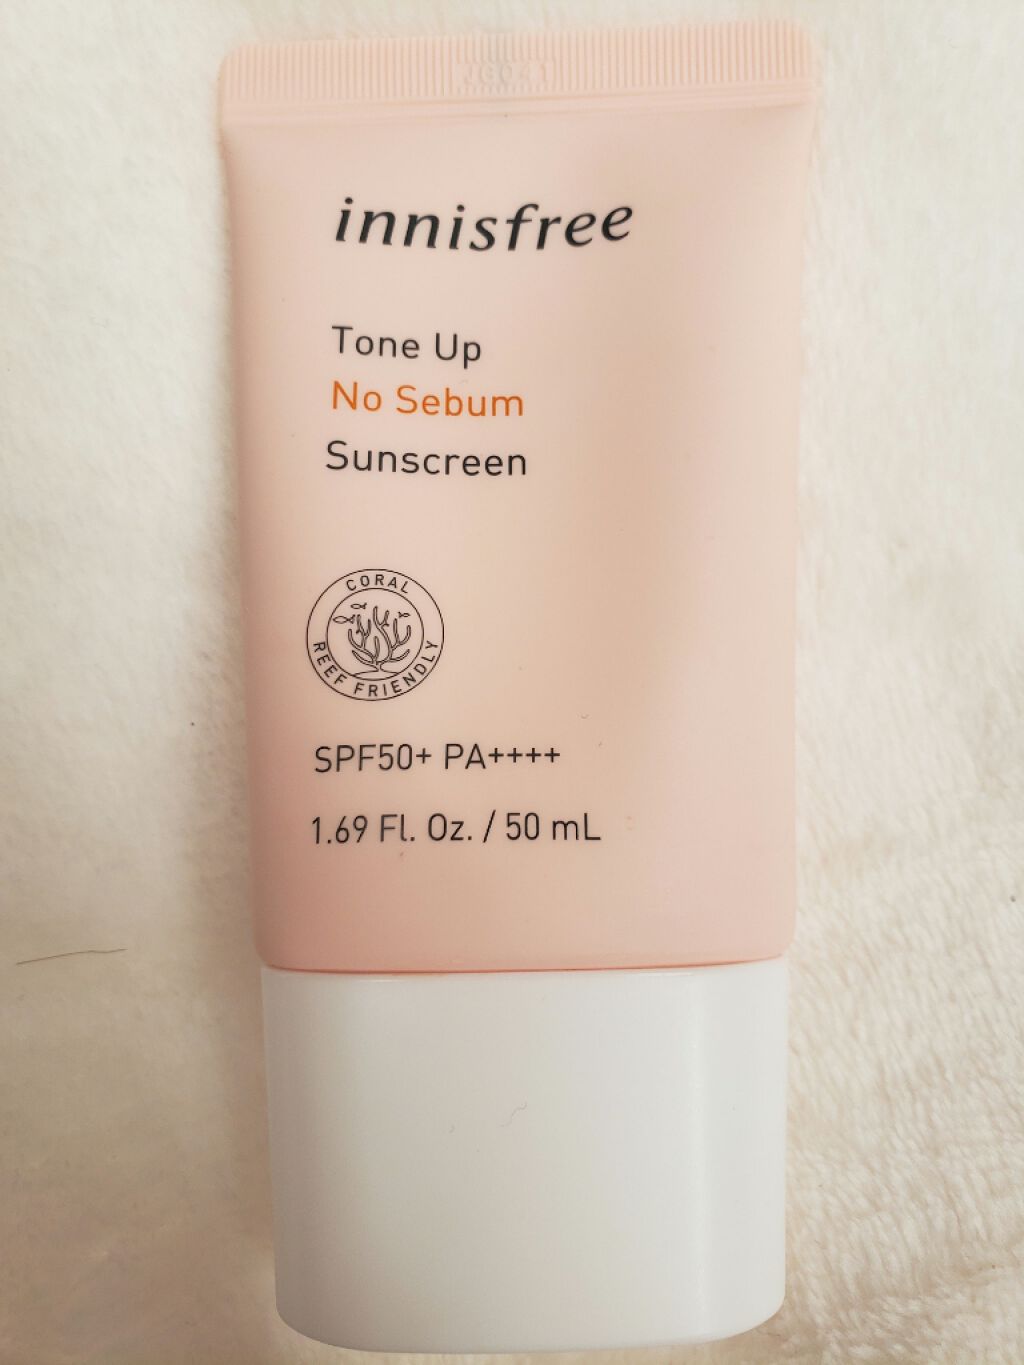 innisfree
Tone Up
No Sebum
Sunscreen
CORAL
REEF FRIENDLY
SPF50+ PA++++
1.69 Fl. Oz. / 50 mL